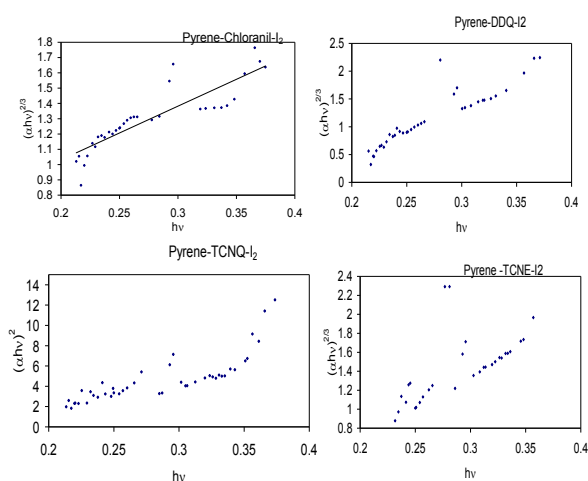 Pyrene-Chloranil-I₂
1.8
1.7
1.6
1.5
1.4
1.3
1.2
1.1
1
0.9
0.8
(αhν)^2/3
0.2 0.25 0.3 0.35 0.4
hν
Pyrene-DDQ-I2
2.5
2
1.5
1
0.5
0
(αhν)^2/3
0.2 0.25 0.3 0.35 0.4
hν
Pyrene-TCNQ-I₂
14
12
10
8
6
4
2
0
(αhν)^2
0.2 0.25 0.3 0.35 0.4
hν
Pyrene -TCNE-I2
2.4
2.2
2
1.8
1.6
1.4
1.2
1
0.8
(αhν)^2/3
0.2 0.25 0.3 0.35 0.4
hν